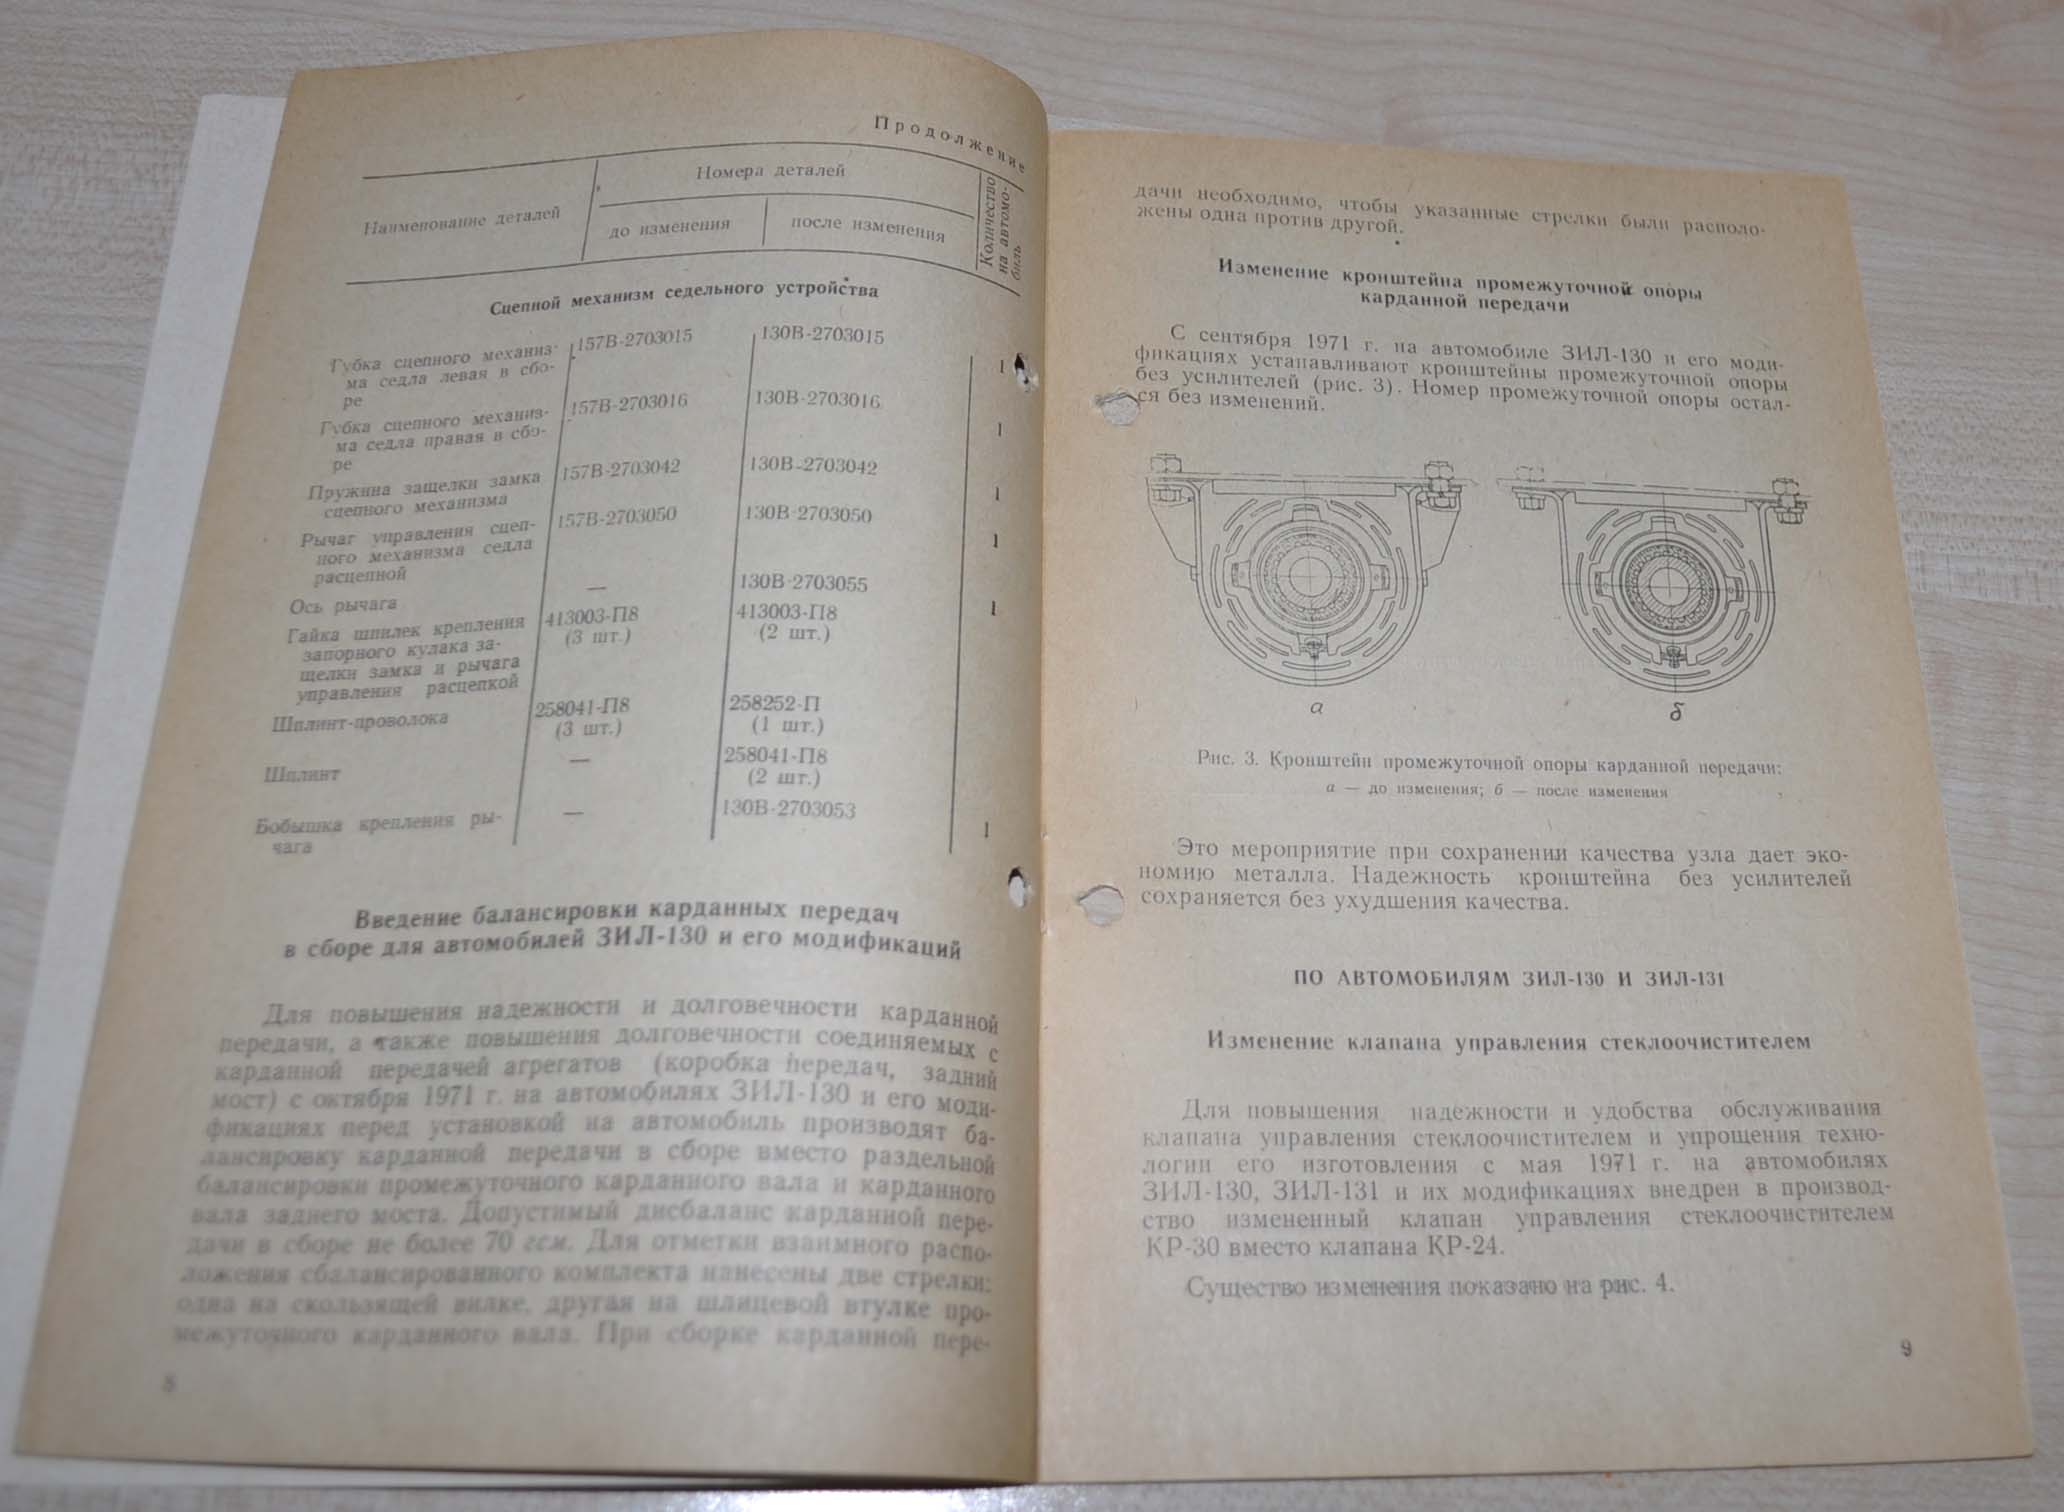 Продолжение
Наименование деталей
Номера деталей
до изменения
после изменения
Количество
на автомо-
биль
Сцепной механизм седельного устройства
Губка сцепного механиз-
ма седла левая в сбо-
ре
157В-2703015
130В-2703015
1
Губка сцепного механиз-
ма седла правая в сбо-
ре
157В-2703016
130В-2703016
1
Пружина защелки замка
сцепного механизма
157В-2703042
130В-2703042
1
Рычаг управления сцеп-
ного механизма седла
расцепной
157В-2703050
130В-2703050
1
Ось рычага
—
130В-2703055
1
Гайка шпилек крепления
запорного кулака за-
щелки замка и рычага
управления расцепкой
413003-П8
(3 шт.)
413003-П8
(2 шт.)
Шплинт-проволока
258041-П8
(3 шт.)
258252-П
(1 шт.)
Шплинт
—
258041-П8
(2 шт.)
Бобышка крепления ры-
чага
—
130В-2703053
1
Введение балансировки карданных передач
в сборе для автомобилей ЗИЛ-130 и его модификаций
Для повышения надежности и долговечности карданной
передачи, а также повышения долговечности соединяемых с
карданной передачей агрегатов (коробка передач, задний
мост) с октября 1971 г. на автомобилях ЗИЛ-130 и его моди-
фикациях перед установкой на автомобиль производят ба-
лансировку карданной передачи в сборе вместо раздельной
балансировки промежуточного карданного вала и карданного
вала заднего моста. Допустимый дисбаланс карданной пере-
дачи в сборе не более 70 гсм. Для отметки взаимного распо-
ложения сбалансированного комплекта нанесены две стрелки:
одна на скользящей вилке, другая на шлицевой втулке про-
межуточного карданного вала. При сборке карданной пере-
8
дачи необходимо, чтобы указанные стрелки были располо-
жены одна против другой.
Изменение кронштейна промежуточной опоры
карданной передачи
С сентября 1971 г. на автомобиле ЗИЛ-130 и его моди-
фикациях устанавливают кронштейны промежуточной опоры
без усилителей (рис. 3). Номер промежуточной опоры остал-
ся без изменений.
а
б
Рис. 3. Кронштейн промежуточной опоры карданной передачи:
а — до изменения; б — после изменения
Это мероприятие при сохранении качества узла дает эко-
номию металла. Надежность кронштейна без усилителей
сохраняется без ухудшения качества.
ПО АВТОМОБИЛЯМ ЗИЛ-130 И ЗИЛ-131
Изменение клапана управления стеклоочистителем
Для повышения надежности и удобства обслуживания
клапана управления стеклоочистителем и упрощения техно-
логии его изготовления с мая 1971 г. на автомобилях
ЗИЛ-130, ЗИЛ-131 и их модификациях внедрен в производ-
ство измененный клапан управления стеклоочистителем
КР-30 вместо клапана КР-24.
Существо изменения показано на рис. 4.
9